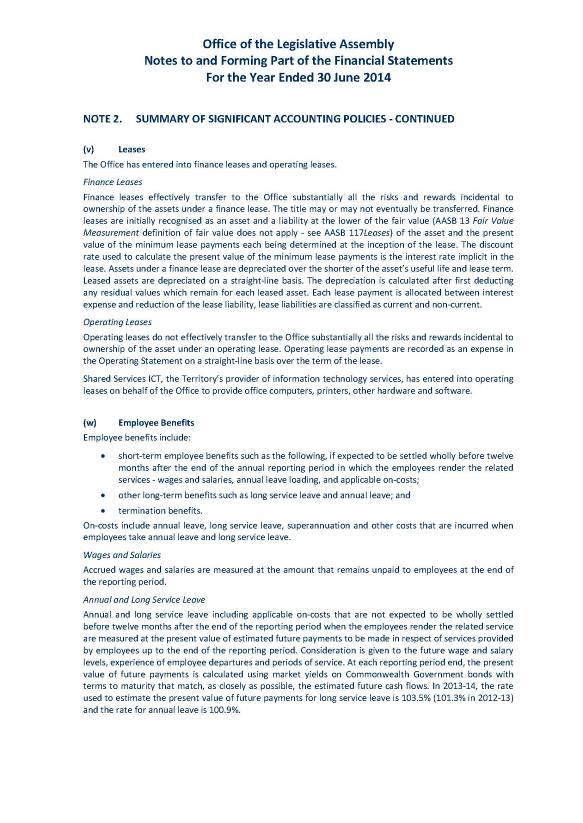 Office of the Legislative Assembly
Notes to and Forming Part of the Financial Statements
For the Year Ended 30 June 2014
NOTE 2. SUMMARY OF SIGNIFICANT ACCOUNTING POLICIES - CONTINUED
(v) Leases
The Office has entered into finance leases and operating leases.
Finance Leases
Finance leases effectively transfer to the Office substantially all the risks and rewards incidental to
ownership of the assets under a finance lease. The title may or may not eventually be transferred. Finance
leases are initially recognised as an asset and a liability at the lower of the fair value (AASB 13 Fair Value
Measurement definition of fair value does not apply - see AASB 117Leases) of the asset and the present
value of the minimum lease payments each being determined at the inception of the lease. The discount
rate used to calculate the present value of the minimum lease payments is the interest rate implicit in the
lease. Assets under a finance lease are depreciated over the shorter of the asset's useful life and lease term.
Leased assets are depreciated on a straight-line basis. The depreciation is calculated after first deducting
any residual values which remain for each leased asset. Each lease payment is allocated between interest
expense and reduction of the lease liability, lease liabilities are classified as current and non-current.
Operating Leases
Operating leases do not effectively transfer to the Office substantially all the risks and rewards incidental to
ownership of the asset under an operating lease. Operating lease payments are recorded as an expense in
the Operating Statement on a straight-line basis over the term of the lease.
Shared Services ICT, the Territory's provider of information technology services, has entered into operating
leases on behalf of the Office to provide office computers, printers, other hardware and software.
(w) Employee Benefits
Employee benefits include:
• short-term employee benefits such as the following, if expected to be settled wholly before twelve
months after the end of the annual reporting period in which the employees render the related
services - wages and salaries, annual leave loading, and applicable on-costs;
• other long-term benefits such as long service leave and annual leave; and
• termination benefits.
On-costs include annual leave, long service leave, superannuation and other costs that are incurred when
employees take annual leave and long service leave.
Wages and Salaries
Accrued wages and salaries are measured at the amount that remains unpaid to employees at the end of
the reporting period.
Annual and Long Service Leave
Annual and long service leave including applicable on-costs that are not expected to be wholly settled
before twelve months after the end of the reporting period when the employees render the related service
are measured at the present value of estimated future payments to be made in respect of services provided
by employees up to the end of the reporting period. Consideration is given to the future wage and salary
levels, experience of employee departures and periods of service. At each reporting period end, the present
value of future payments is calculated using market yields on Commonwealth Government bonds with
terms to maturity that match, as closely as possible, the estimated future cash flows. In 2013-14, the rate
used to estimate the present value of future payments for long service leave is 103.5% (101.3% in 2012-13)
and the rate for annual leave is 100.9%.